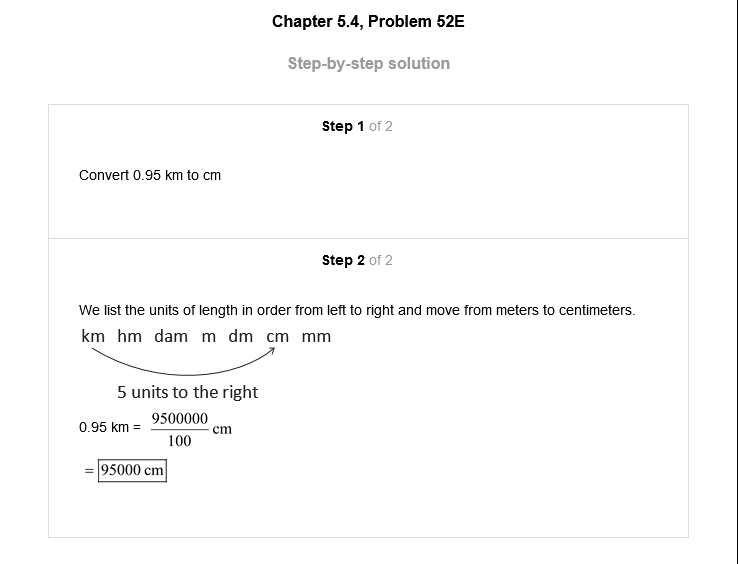 Chapter 5.4, Problem 52E
Step-by-step solution
Step 1 of 2
Convert 0.95 km to cm
Step 2 of 2
We list the units of length in order from left to right and move from meters to centimeters.
km hm dam m dm cm mm
5 units to the right
0.95 km = 9500000/100 cm
= 95000 cm